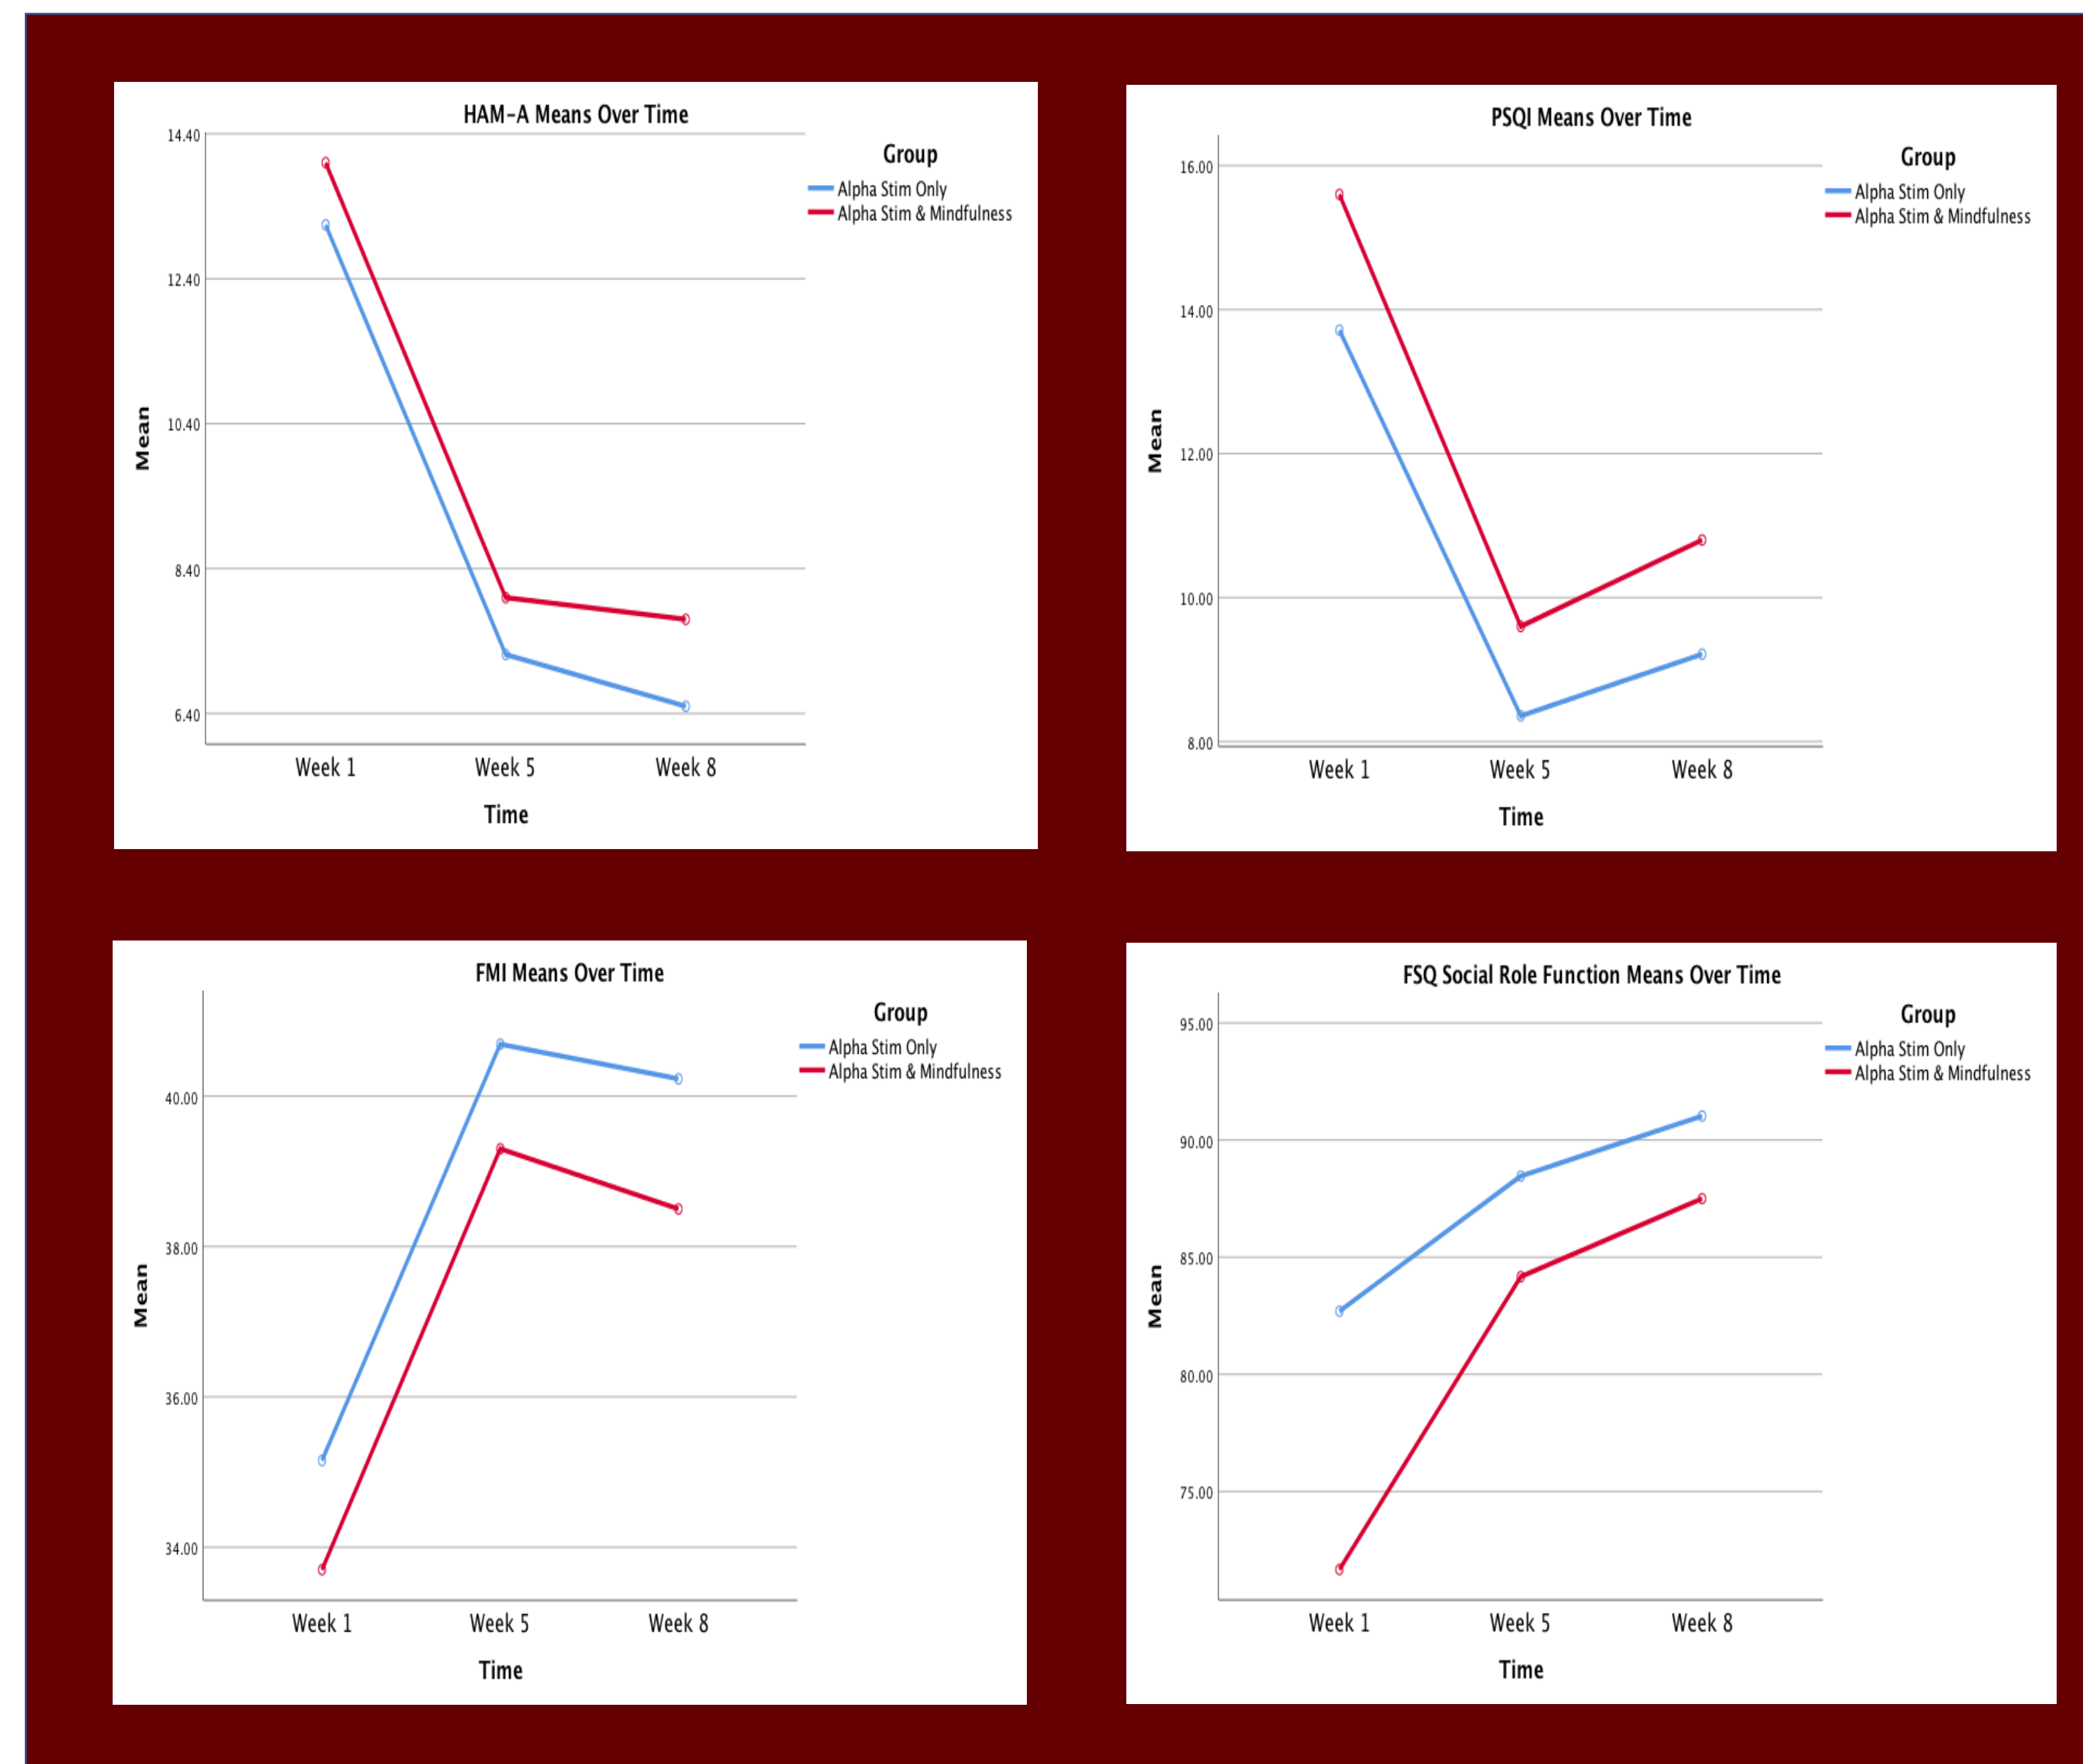 HAM-A Means Over Time
14.40
12.40
10.40
8.40
6.40
Mean
Week 1
Week 5
Week 8
Time
Group
Alpha Stim Only
Alpha Stim & Mindfulness
PSQI Means Over Time
16.00
14.00
12.00
10.00
8.00
Mean
Week 1
Week 5
Week 8
Time
Group
Alpha Stim Only
Alpha Stim & Mindfulness
FMI Means Over Time
40.00
38.00
36.00
34.00
Mean
Week 1
Week 5
Week 8
Time
Group
Alpha Stim Only
Alpha Stim & Mindfulness
FSQ Social Role Function Means Over Time
95.00
90.00
85.00
80.00
75.00
Mean
Week 1
Week 5
Week 8
Time
Group
Alpha Stim Only
Alpha Stim & Mindfulness